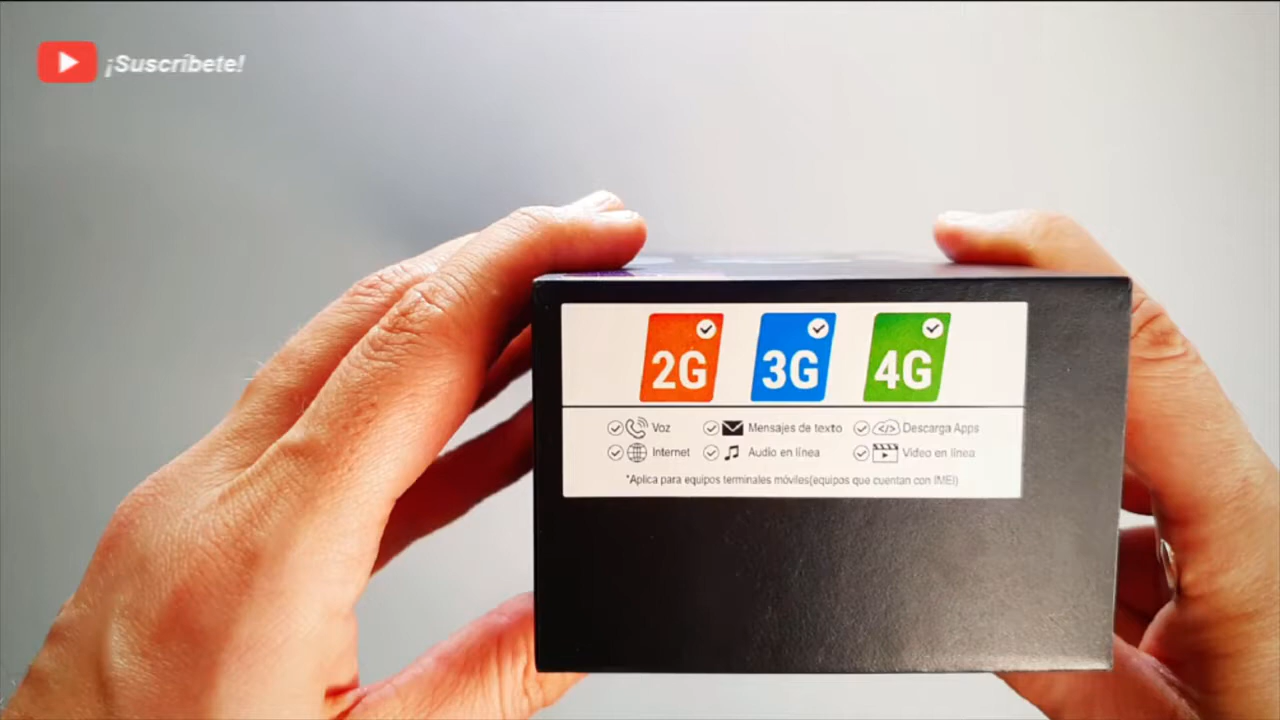 ¡Suscríbete!
2G 3G 4G
Voz Mensajes de texto Descarga Apps
Internet Audio en línea Video en línea
*Aplica para equipos terminales móviles(equipos que cuentan con IMEI)